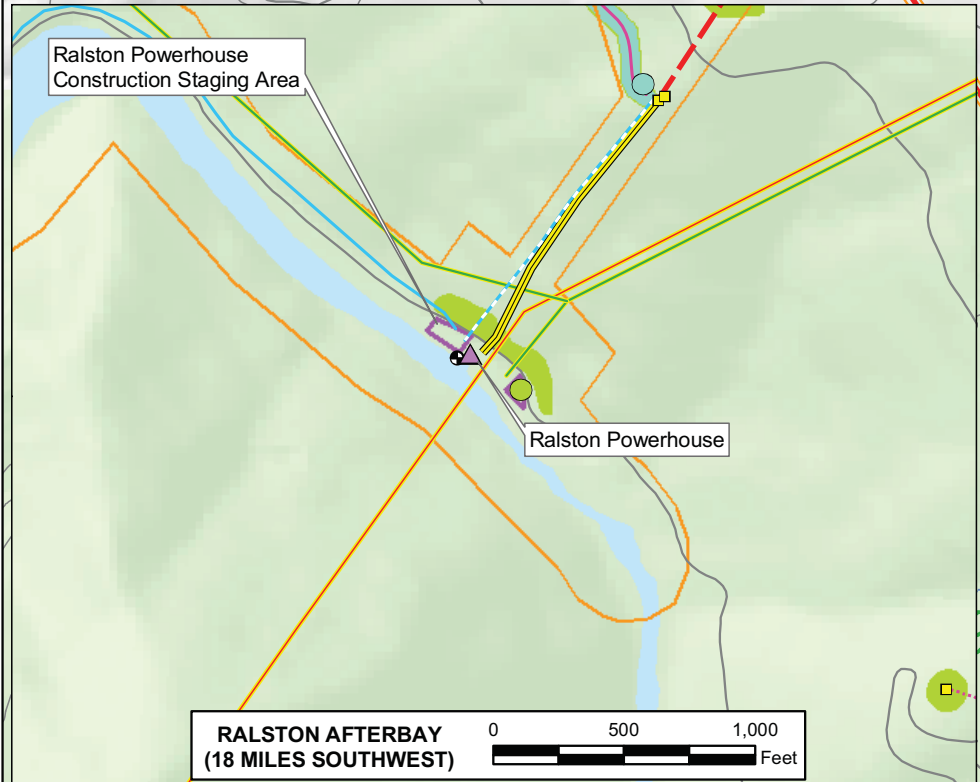 Ralston Powerhouse
Construction Staging Area
Ralston Powerhouse
RALSTON AFTERBAY
(18 MILES SOUTHWEST)
0 500 1,000
Feet